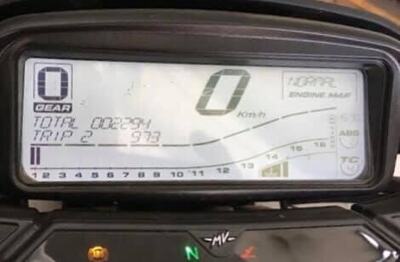 0
GEAR
0 Km/h
NORMAL
ENGINE MAP
TOTAL 002294
TRIP 2 973
ABS
TC
1 2 3 4 5 6 7 8 9 10 11 12 13 14 15 16
N
MV